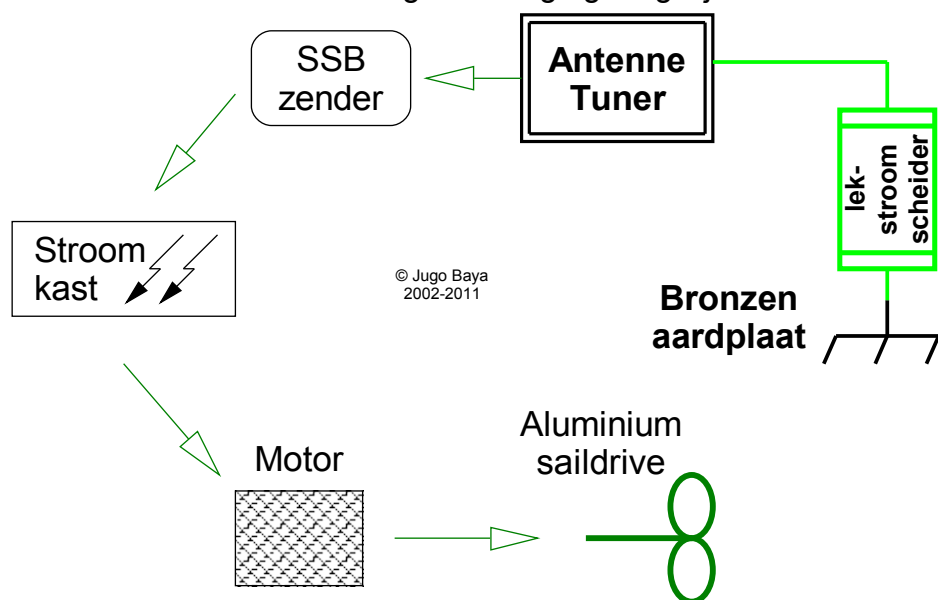 SSB
zender
Antenne
Tuner
lek-
stroom
scheider
Stroom
kast
© Jugo Baya
2002-2011
Bronzen
aardplaat
Motor
Aluminium
saildrive